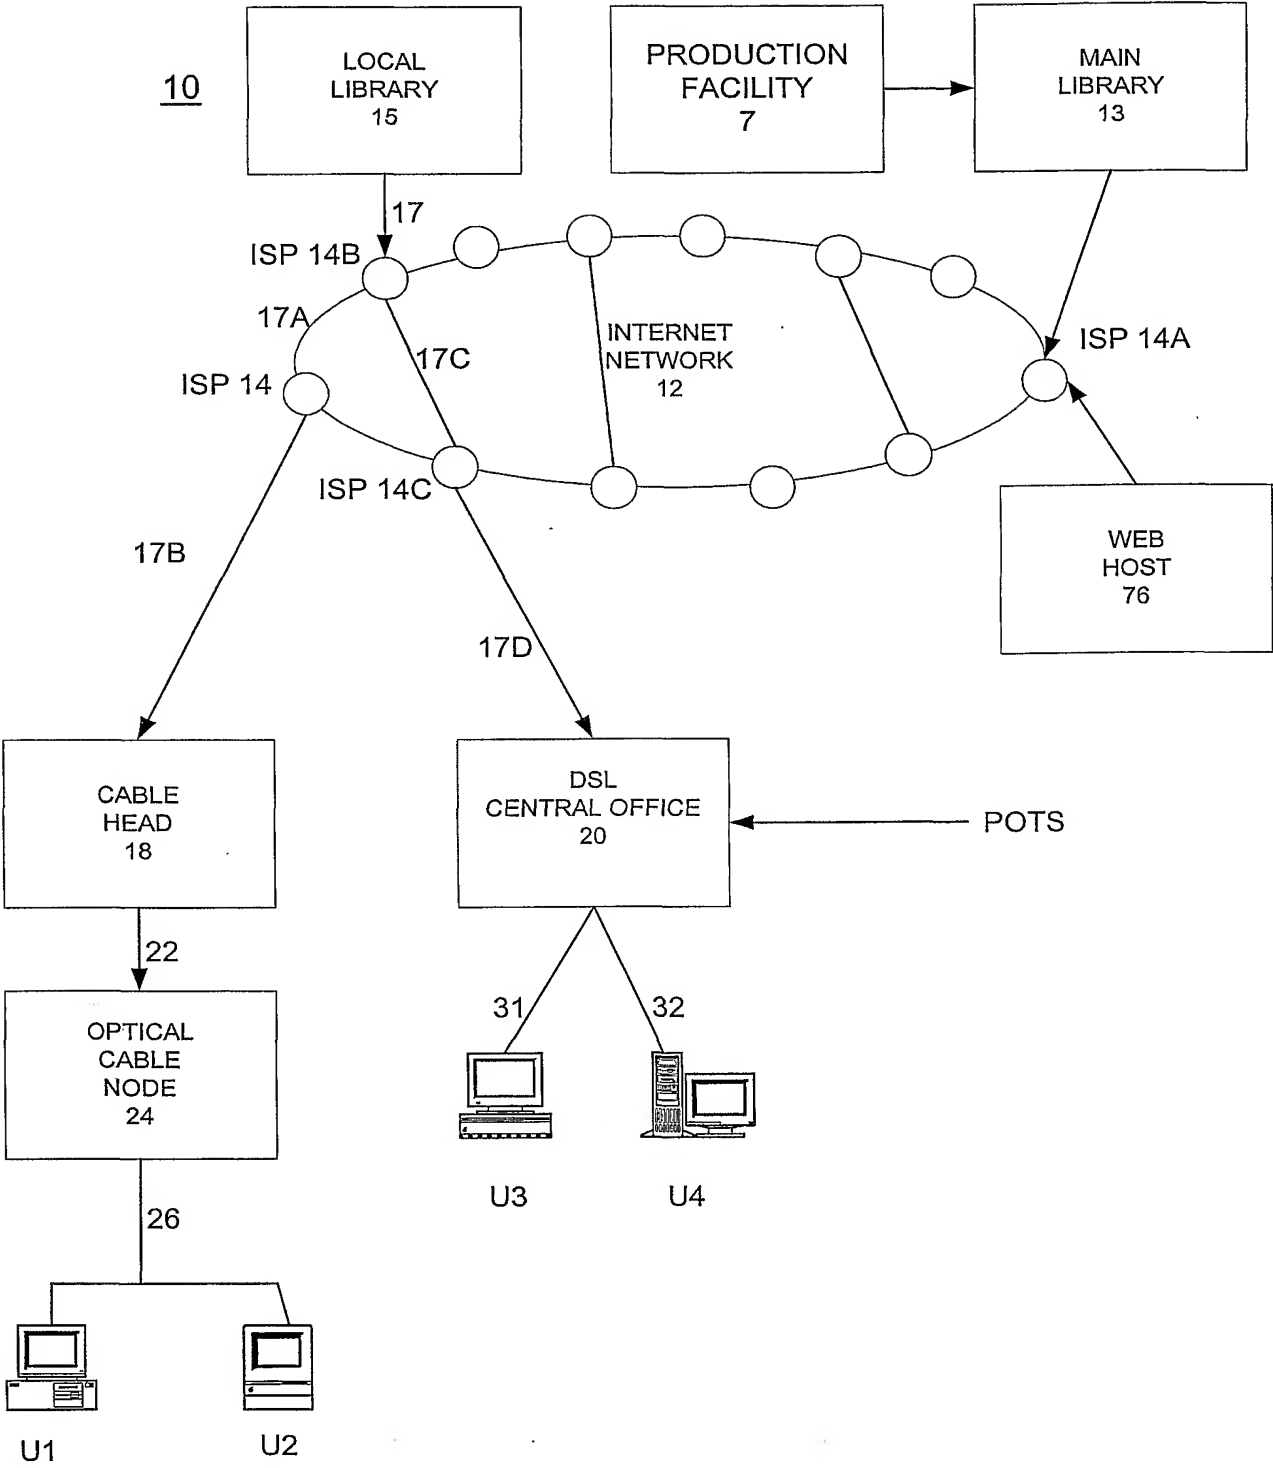 10
LOCAL
LIBRARY
15
PRODUCTION
FACILITY
7
MAIN
LIBRARY
13
17
ISP 14B
17A
17C
INTERNET
NETWORK
12
ISP 14A
ISP 14
ISP 14C
WEB
HOST
76
17B
17D
CABLE
HEAD
18
DSL
CENTRAL OFFICE
20
POTS
22
31
32
OPTICAL
CABLE
NODE
24
U3
U4
26
U1
U2